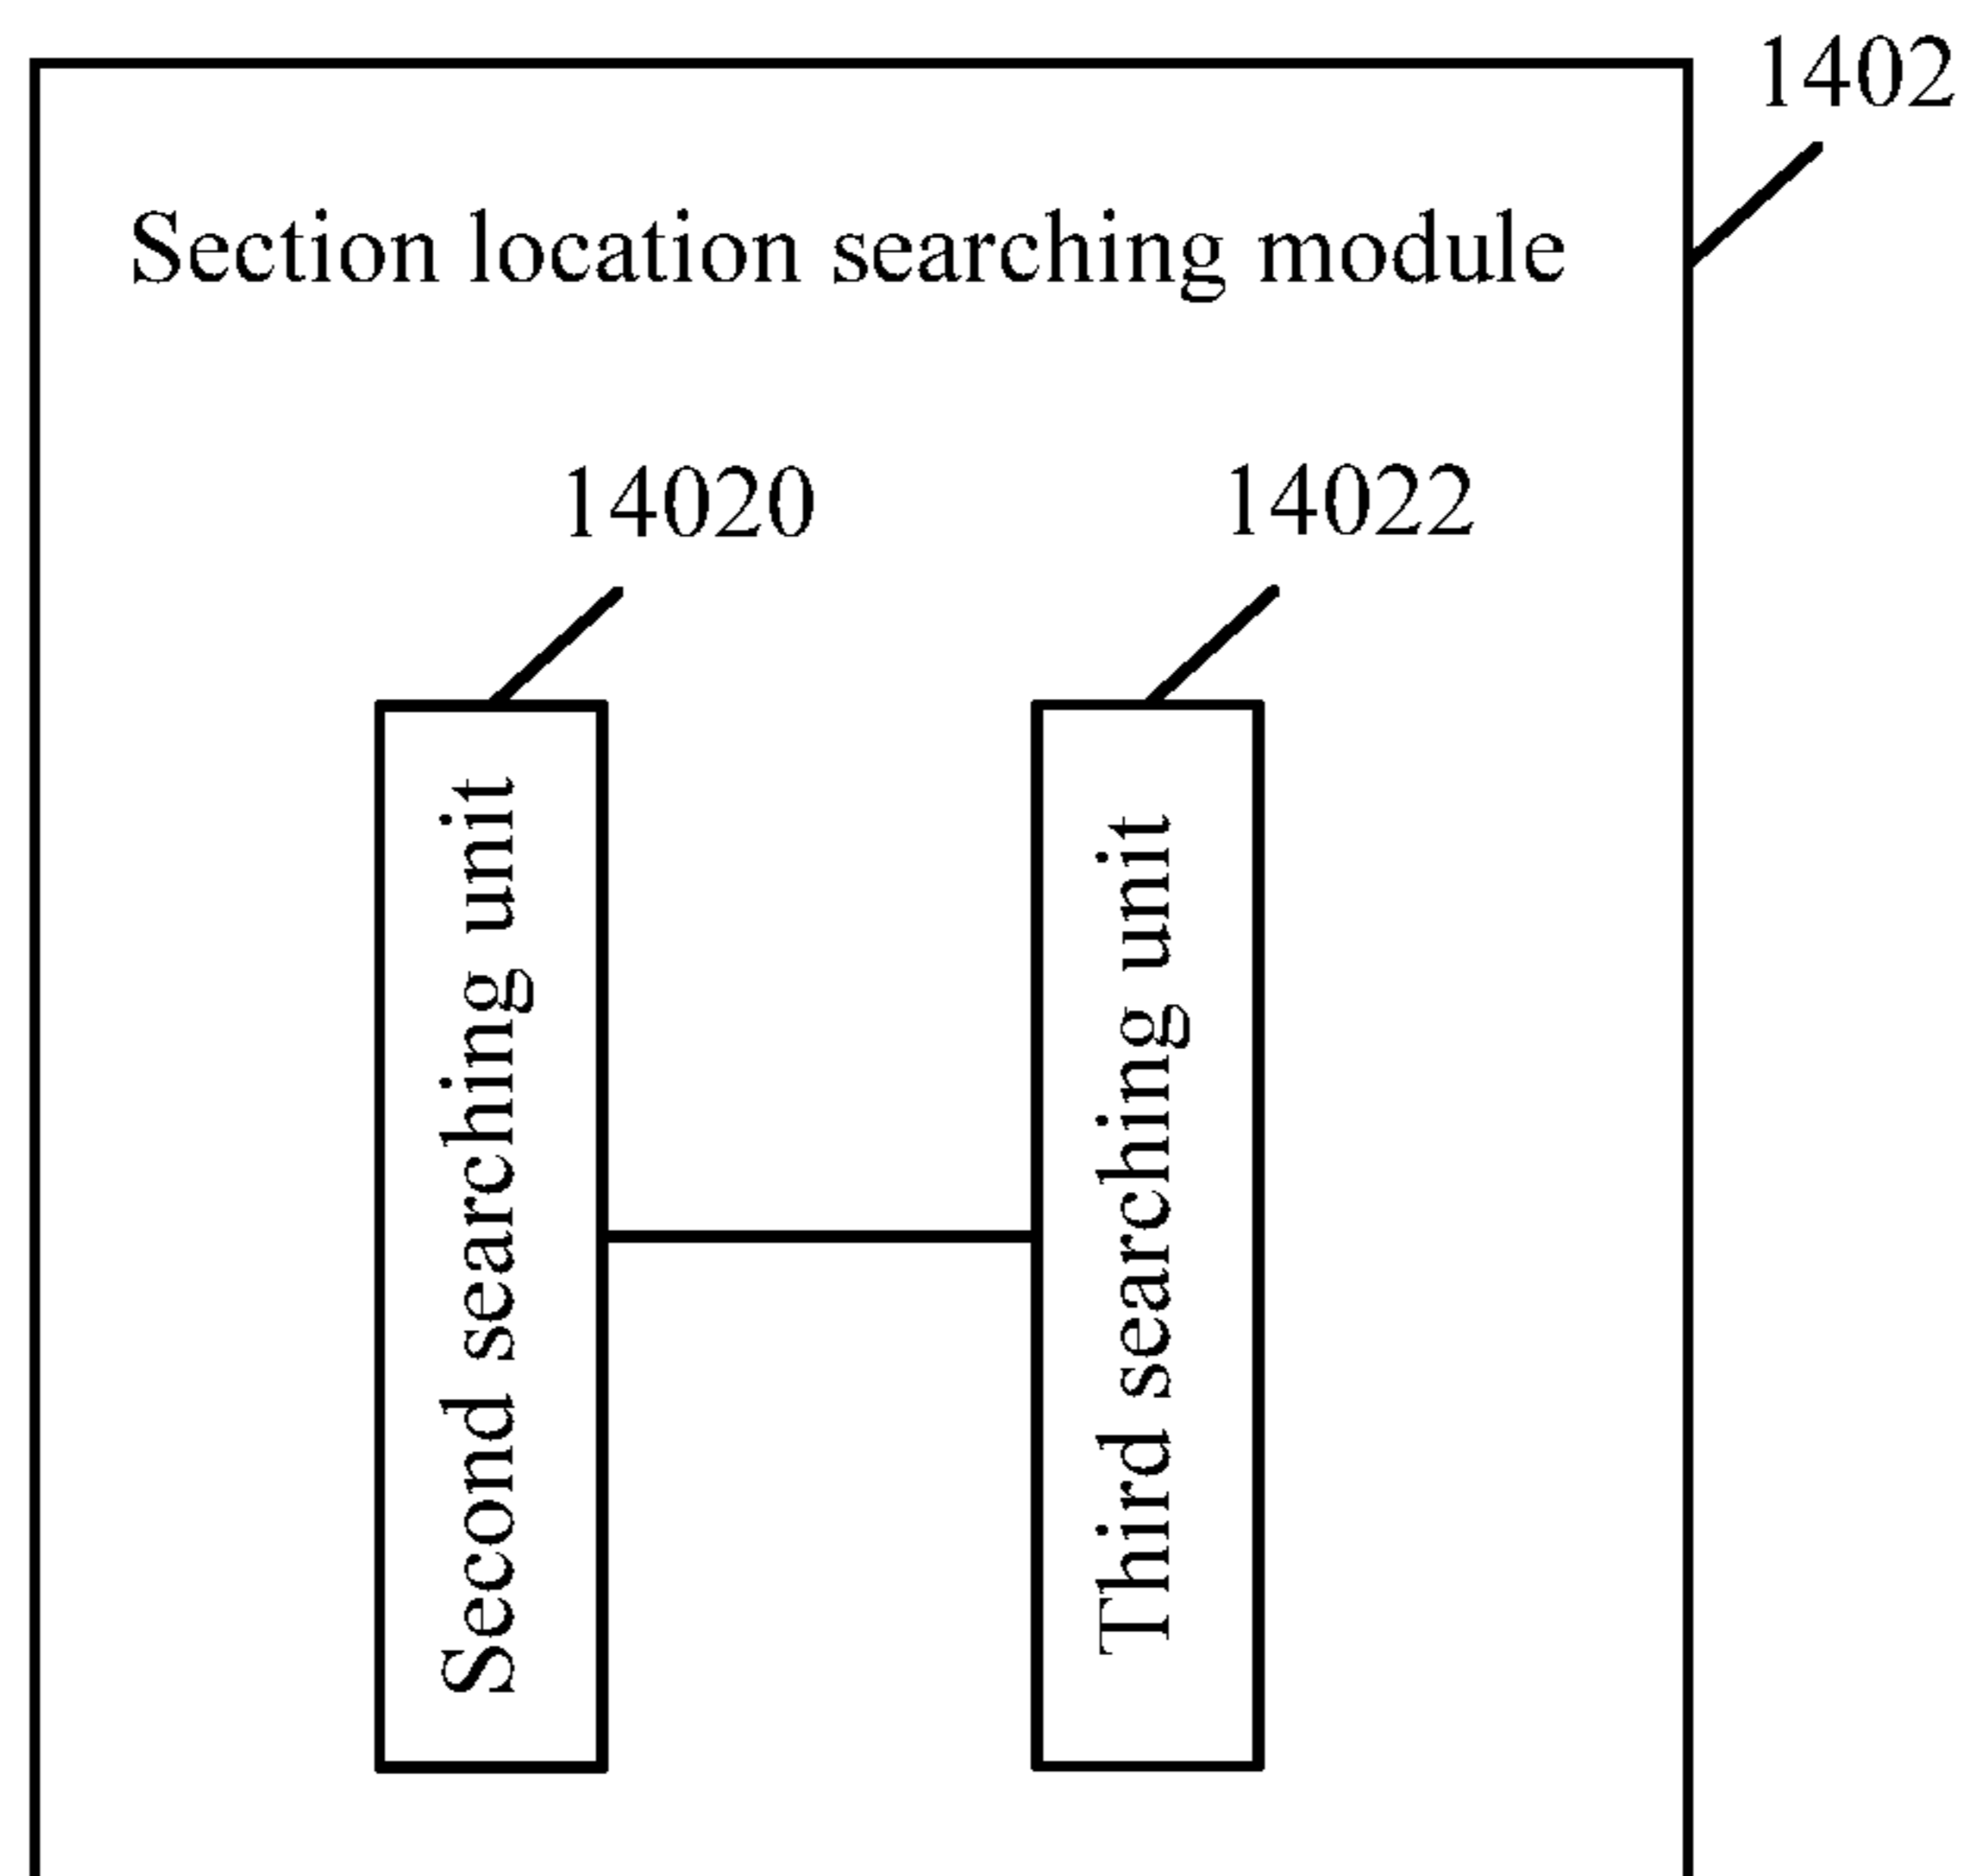 1402
Section location searching module
14020
14022
Second searching unit
Third searching unit